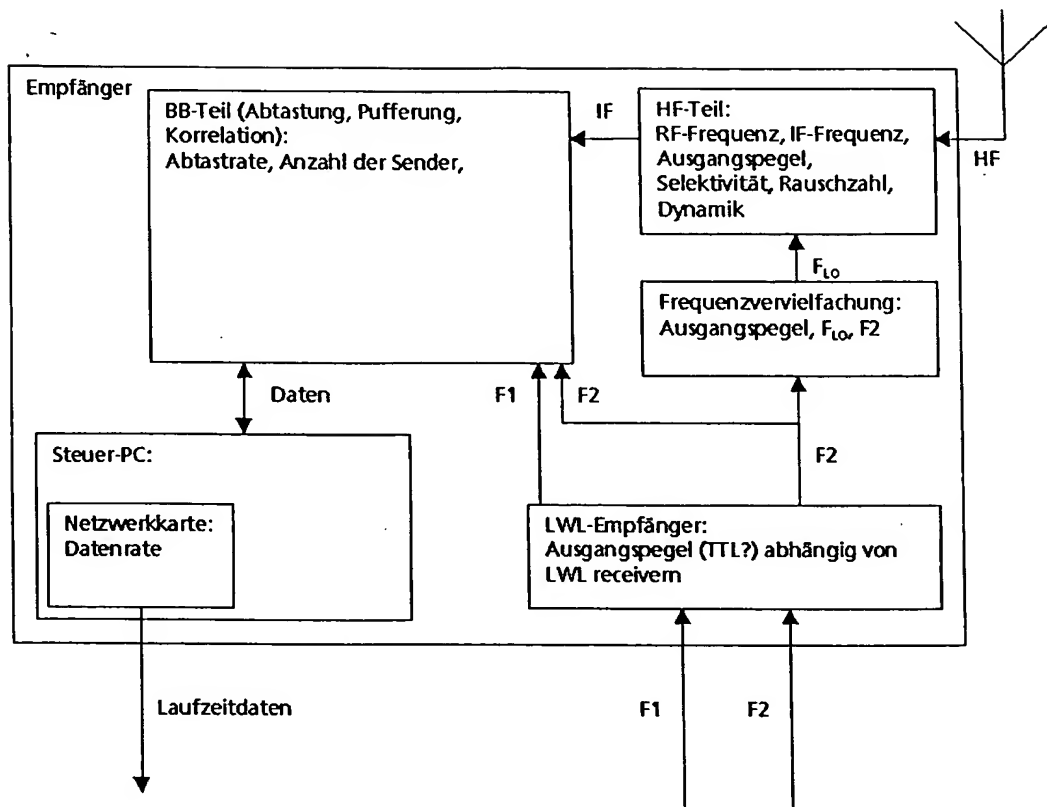 Empfänger
BB-Teil (Abtastung, Pufferung,
Korrelation):
Abtastrate, Anzahl der Sender,
IF
HF-Teil:
RF-Frequenz, IF-Frequenz,
Ausgangspegel,
Selektivität, Rauschzahl,
Dynamik
HF
F_LO
Frequenzvervielfachung:
Ausgangspegel, F_LO, F2
Daten
F1
F2
F2
Steuer-PC:
Netzwerkkarte:
Datenrate
LWL-Empfänger:
Ausgangspegel (TTL?) abhängig von
LWL receivern
Laufzeitdaten
F1
F2